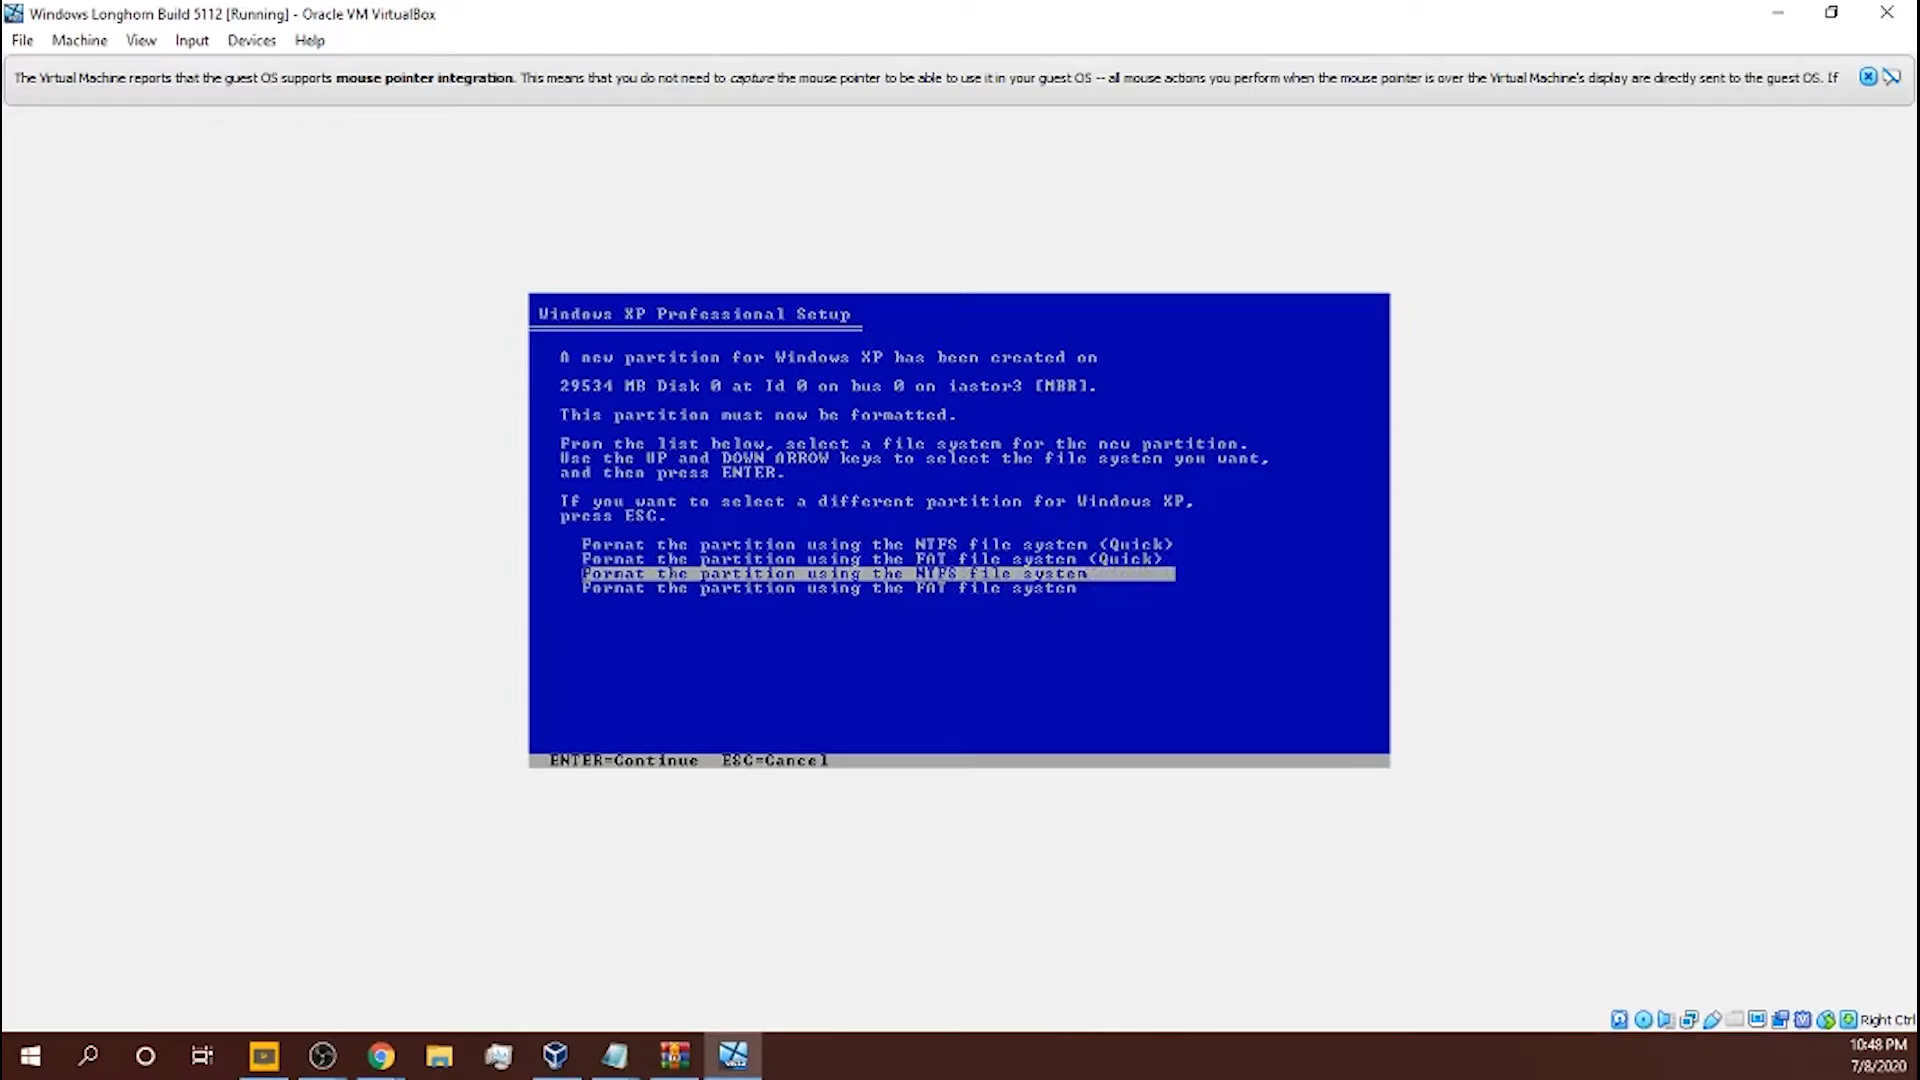 Windows Longhorn Build 5112 [Running] - Oracle VM VirtualBox
File Machine View Input Devices Help
The Virtual Machine reports that the guest OS supports mouse pointer integration. This means that you do not need to capture the mouse pointer to be able to use it in your guest OS -- all mouse actions you perform when the mouse pointer is over the Virtual Machine's display are directly sent to the guest OS. If
Windows XP Professional Setup
A new partition for Windows XP has been created on
29534 MB Disk 0 at Id 0 on bus 0 on iastor3 [MBR].
This partition must now be formatted.
From the list below, select a file system for the new partition.
Use the UP and DOWN ARROW keys to select the file system you want,
and then press ENTER.
If you want to select a different partition for Windows XP,
press ESC.
Format the partition using the NTFS file system (Quick)
Format the partition using the FAT file system (Quick)
Format the partition using the NTFS file system
Format the partition using the FAT file system
ENTER=Continue ESC=Cancel
Right Ctrl
10:48 PM
7/8/2020